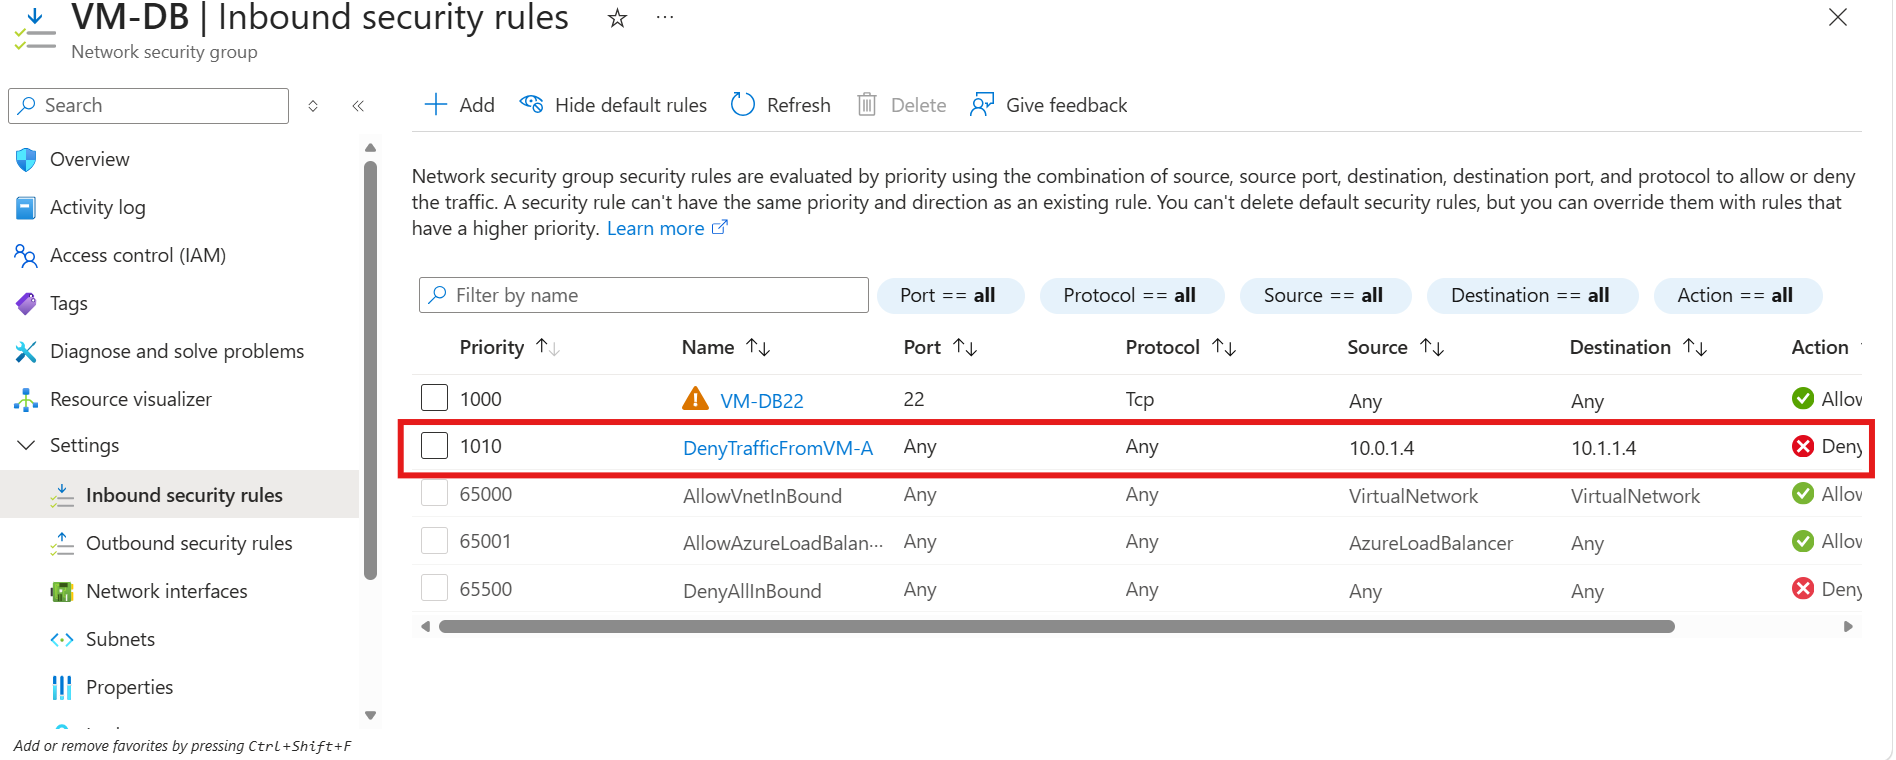 VM-DB | Inbound security rules
Network security group
Search
Add
Hide default rules
Refresh
Delete
Give feedback
Overview
Activity log
Access control (IAM)
Tags
Diagnose and solve problems
Resource visualizer
Settings
Inbound security rules
Outbound security rules
Network interfaces
Subnets
Properties
Add or remove favorites by pressing Ctrl+Shift+F
Network security group security rules are evaluated by priority using the combination of source, source port, destination, destination port, and protocol to allow or deny
the traffic. A security rule can't have the same priority and direction as an existing rule. You can't delete default security rules, but you can override them with rules that
have a higher priority. Learn more
Filter by name
Port == all
Protocol == all
Source == all
Destination == all
Action == all
Priority Name Port Protocol Source Destination Action
1000 VM-DB22 22 Tcp Any Any Allow
1010 DenyTrafficFromVM-A Any Any 10.0.1.4 10.1.1.4 Deny
65000 AllowVnetInBound Any Any VirtualNetwork VirtualNetwork Allow
65001 AllowAzureLoadBalan... Any Any AzureLoadBalancer Any Allow
65500 DenyAllInBound Any Any Any Any Deny